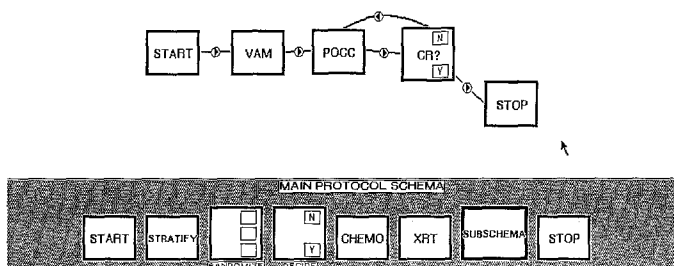 N
START VAM POCC CR?
Y
STOP
MAIN PROTOCOL SCHEMA
N
START STRATIFY CHEMO XRT SUBSCHEMA STOP
Y